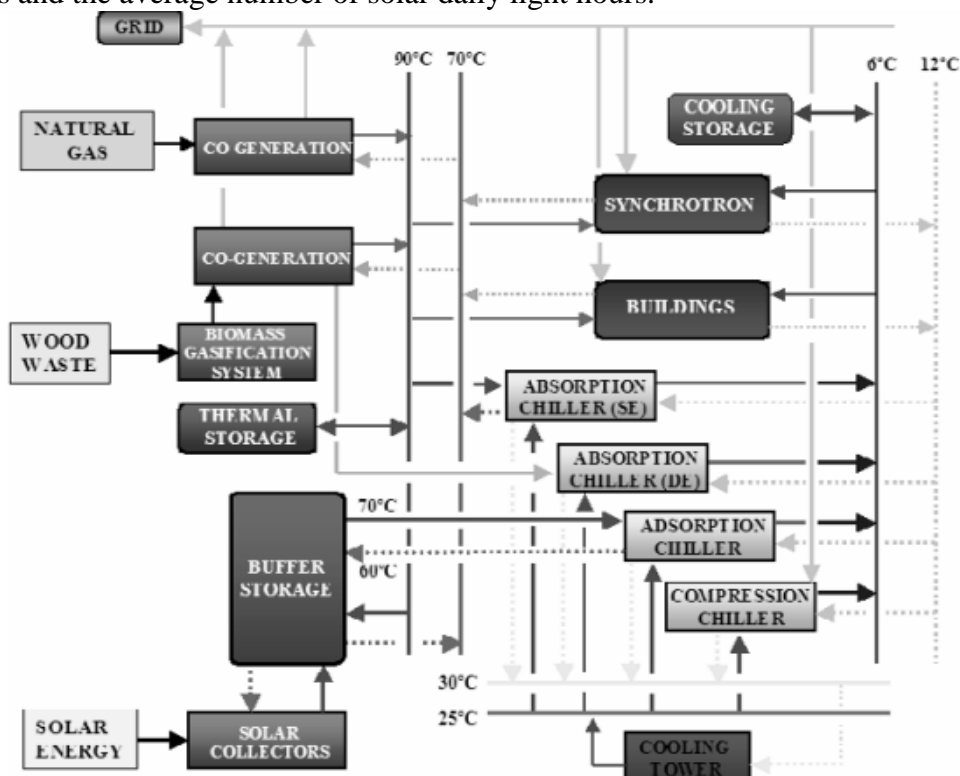 s and the average number of solar daily light hours.
GRID
90°C 70°C
6°C 12°C
NATURAL
GAS
CO GENERATION
COOLING
STORAGE
SYNCHROTRON
CO-GENERATION
BUILDINGS
WOOD
WASTE
BIOMASS
GASIFICATION
SYSTEM
ABSORPTION
CHILLER (SE)
THERMAL
STORAGE
ABSORPTION
CHILLER (DE)
70°C
ADSORPTION
CHILLER
BUFFER
STORAGE
60°C
COMPRESSION
CHILLER
30°C
25°C
SOLAR
ENERGY
SOLAR
COLLECTORS
COOLING
TOWER